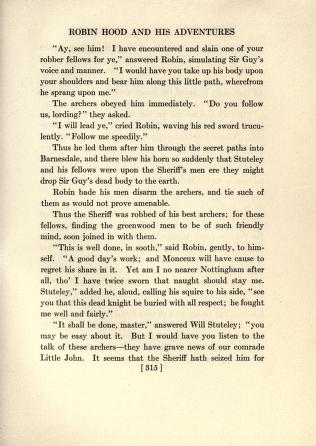 ROBIN HOOD AND HIS ADVENTURES
"Ay, see him! I have encountered and slain one of your
robber fellows for ye," answered Robin, simulating Sir Guy's
voice and manner. "I would have you take up his body upon
your shoulders and bear him along this little path, wherefrom
he sprang upon me."
The archers obeyed him immediately. "Do you follow
us, lording?" they asked.
"I will lead ye," cried Robin, waving his red sword trucu-
lently. "Follow me speedily."
Thus he led them after him through the secret paths into
Barnesdale, and there blew his horn so suddenly that Stuteley
and his fellows were upon the Sheriff's men ere they might
drop Sir Guy's dead body to the earth.
Robin bade his men disarm the archers, and tie such of
them as would not prove amenable.
Thus the Sheriff was robbed of his best archers; for these
fellows, finding the greenwood men to be of such friendly
mind, soon joined in with them.
"This is well done, in sooth," said Robin, gently, to him-
self. "A good day's work; and Monceux will have cause to
regret his share in it. Yet am I no nearer Nottingham after
all, tho' I have twice sworn that naught should stay me.
Stuteley," added he, aloud, calling his squire to his side, "see
you that this dead knight be buried with all respect; he fought
me well and fairly."
"It shall be done, master," answered Will Stuteley; "you
may be easy about it. But I would have you listen to the
talk of these archers—they have grave news of our comrade
Little John. It seems that the Sheriff hath seized him for
[315]